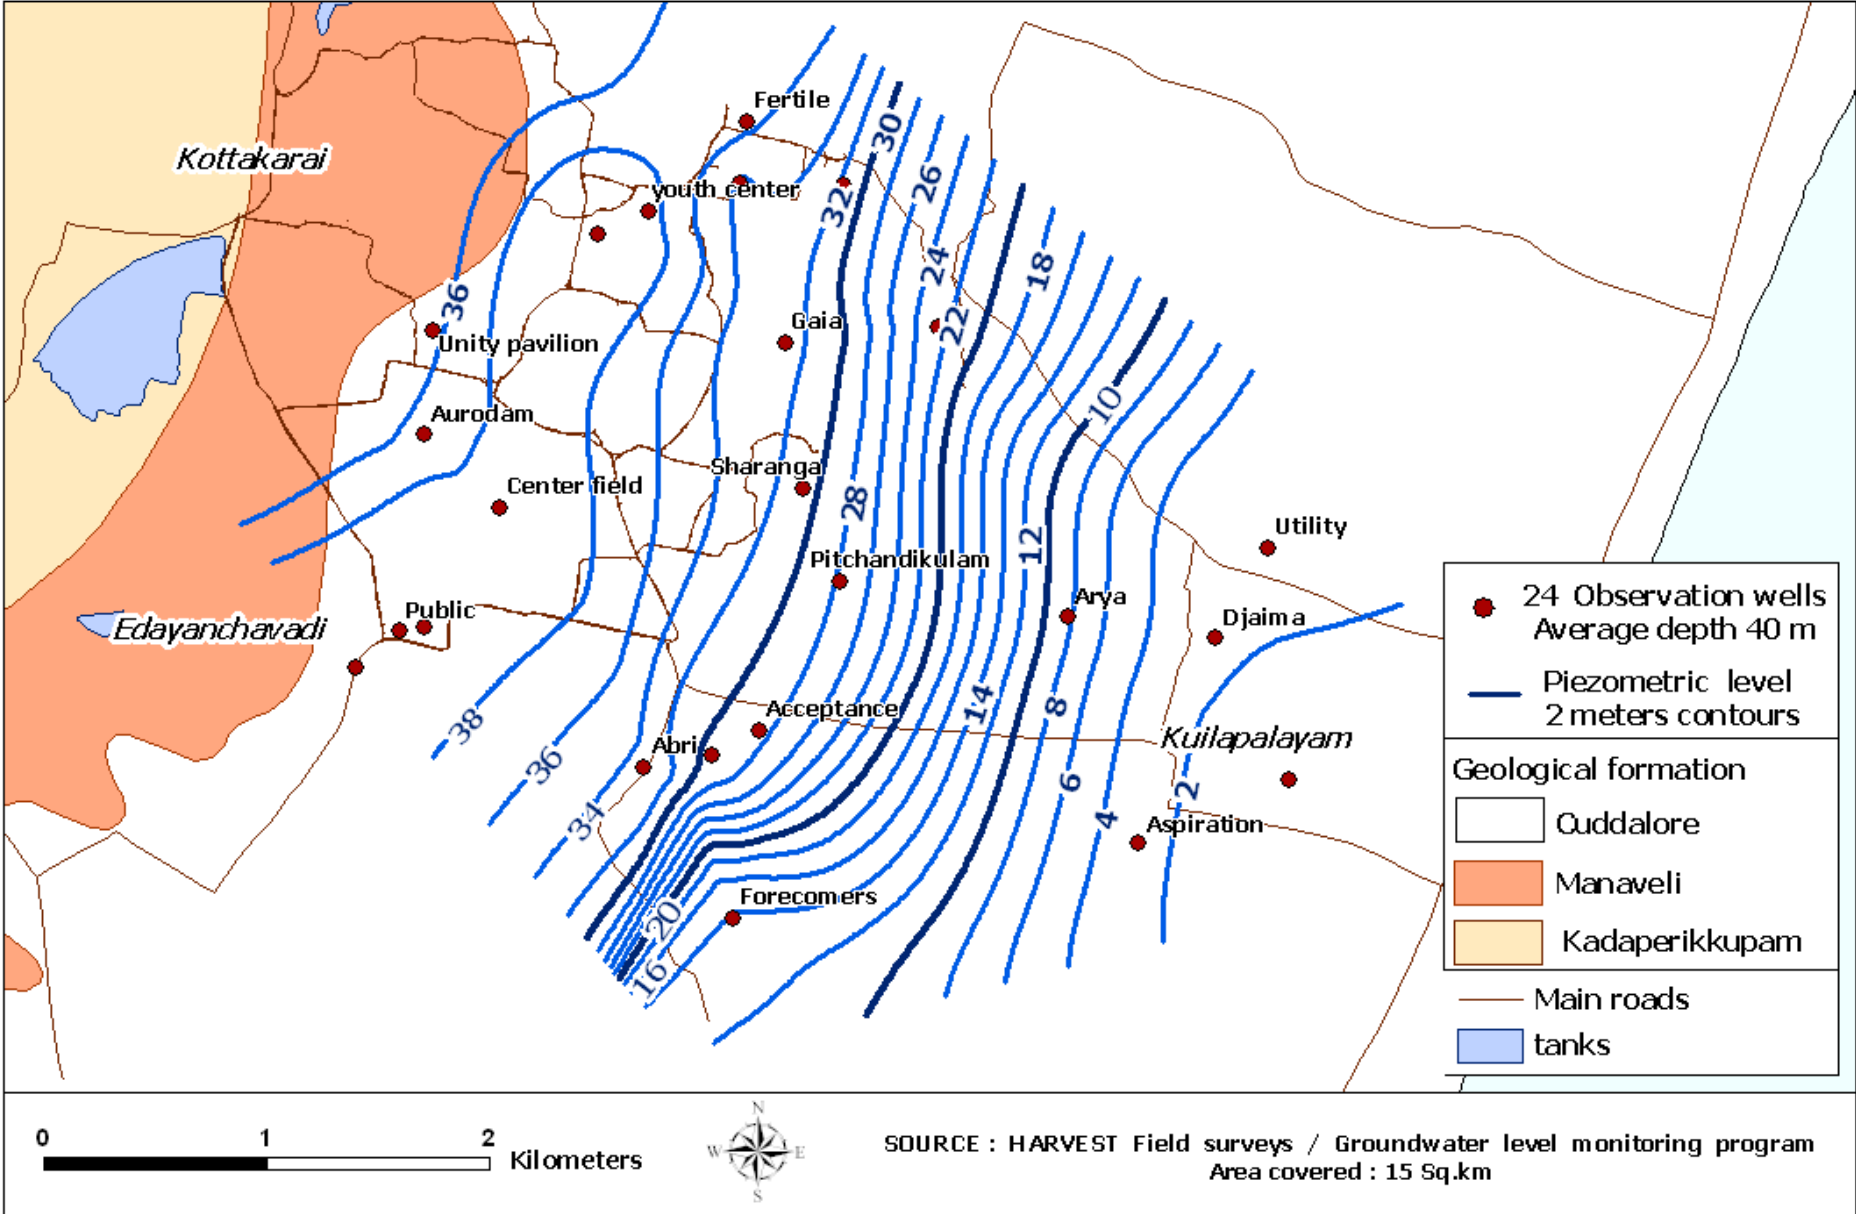 Fertile
30
Kottakarai
youth center
26
32
24
18
36
22
Gaia
Unity pavilion
10
Aurodam
Sharanga
Center field
28
Utility
12
Pitchandikulam
Arya
Public
Djaima
Edayanchavadi
14
8
Acceptance
38
Abri
Kuilapalayam
36
6
2
34
4
Aspiration
Forecomers
20
16
24 Observation wells
Average depth 40 m
Piezometric level
2 meters contours
Geological formation
Cuddalore
Manaveli
Kadaperikkupam
Main roads
tanks
0 1 2
Kilometers
N
W E
S
SOURCE : HARVEST Field surveys / Groundwater level monitoring program
Area covered : 15 Sq.km